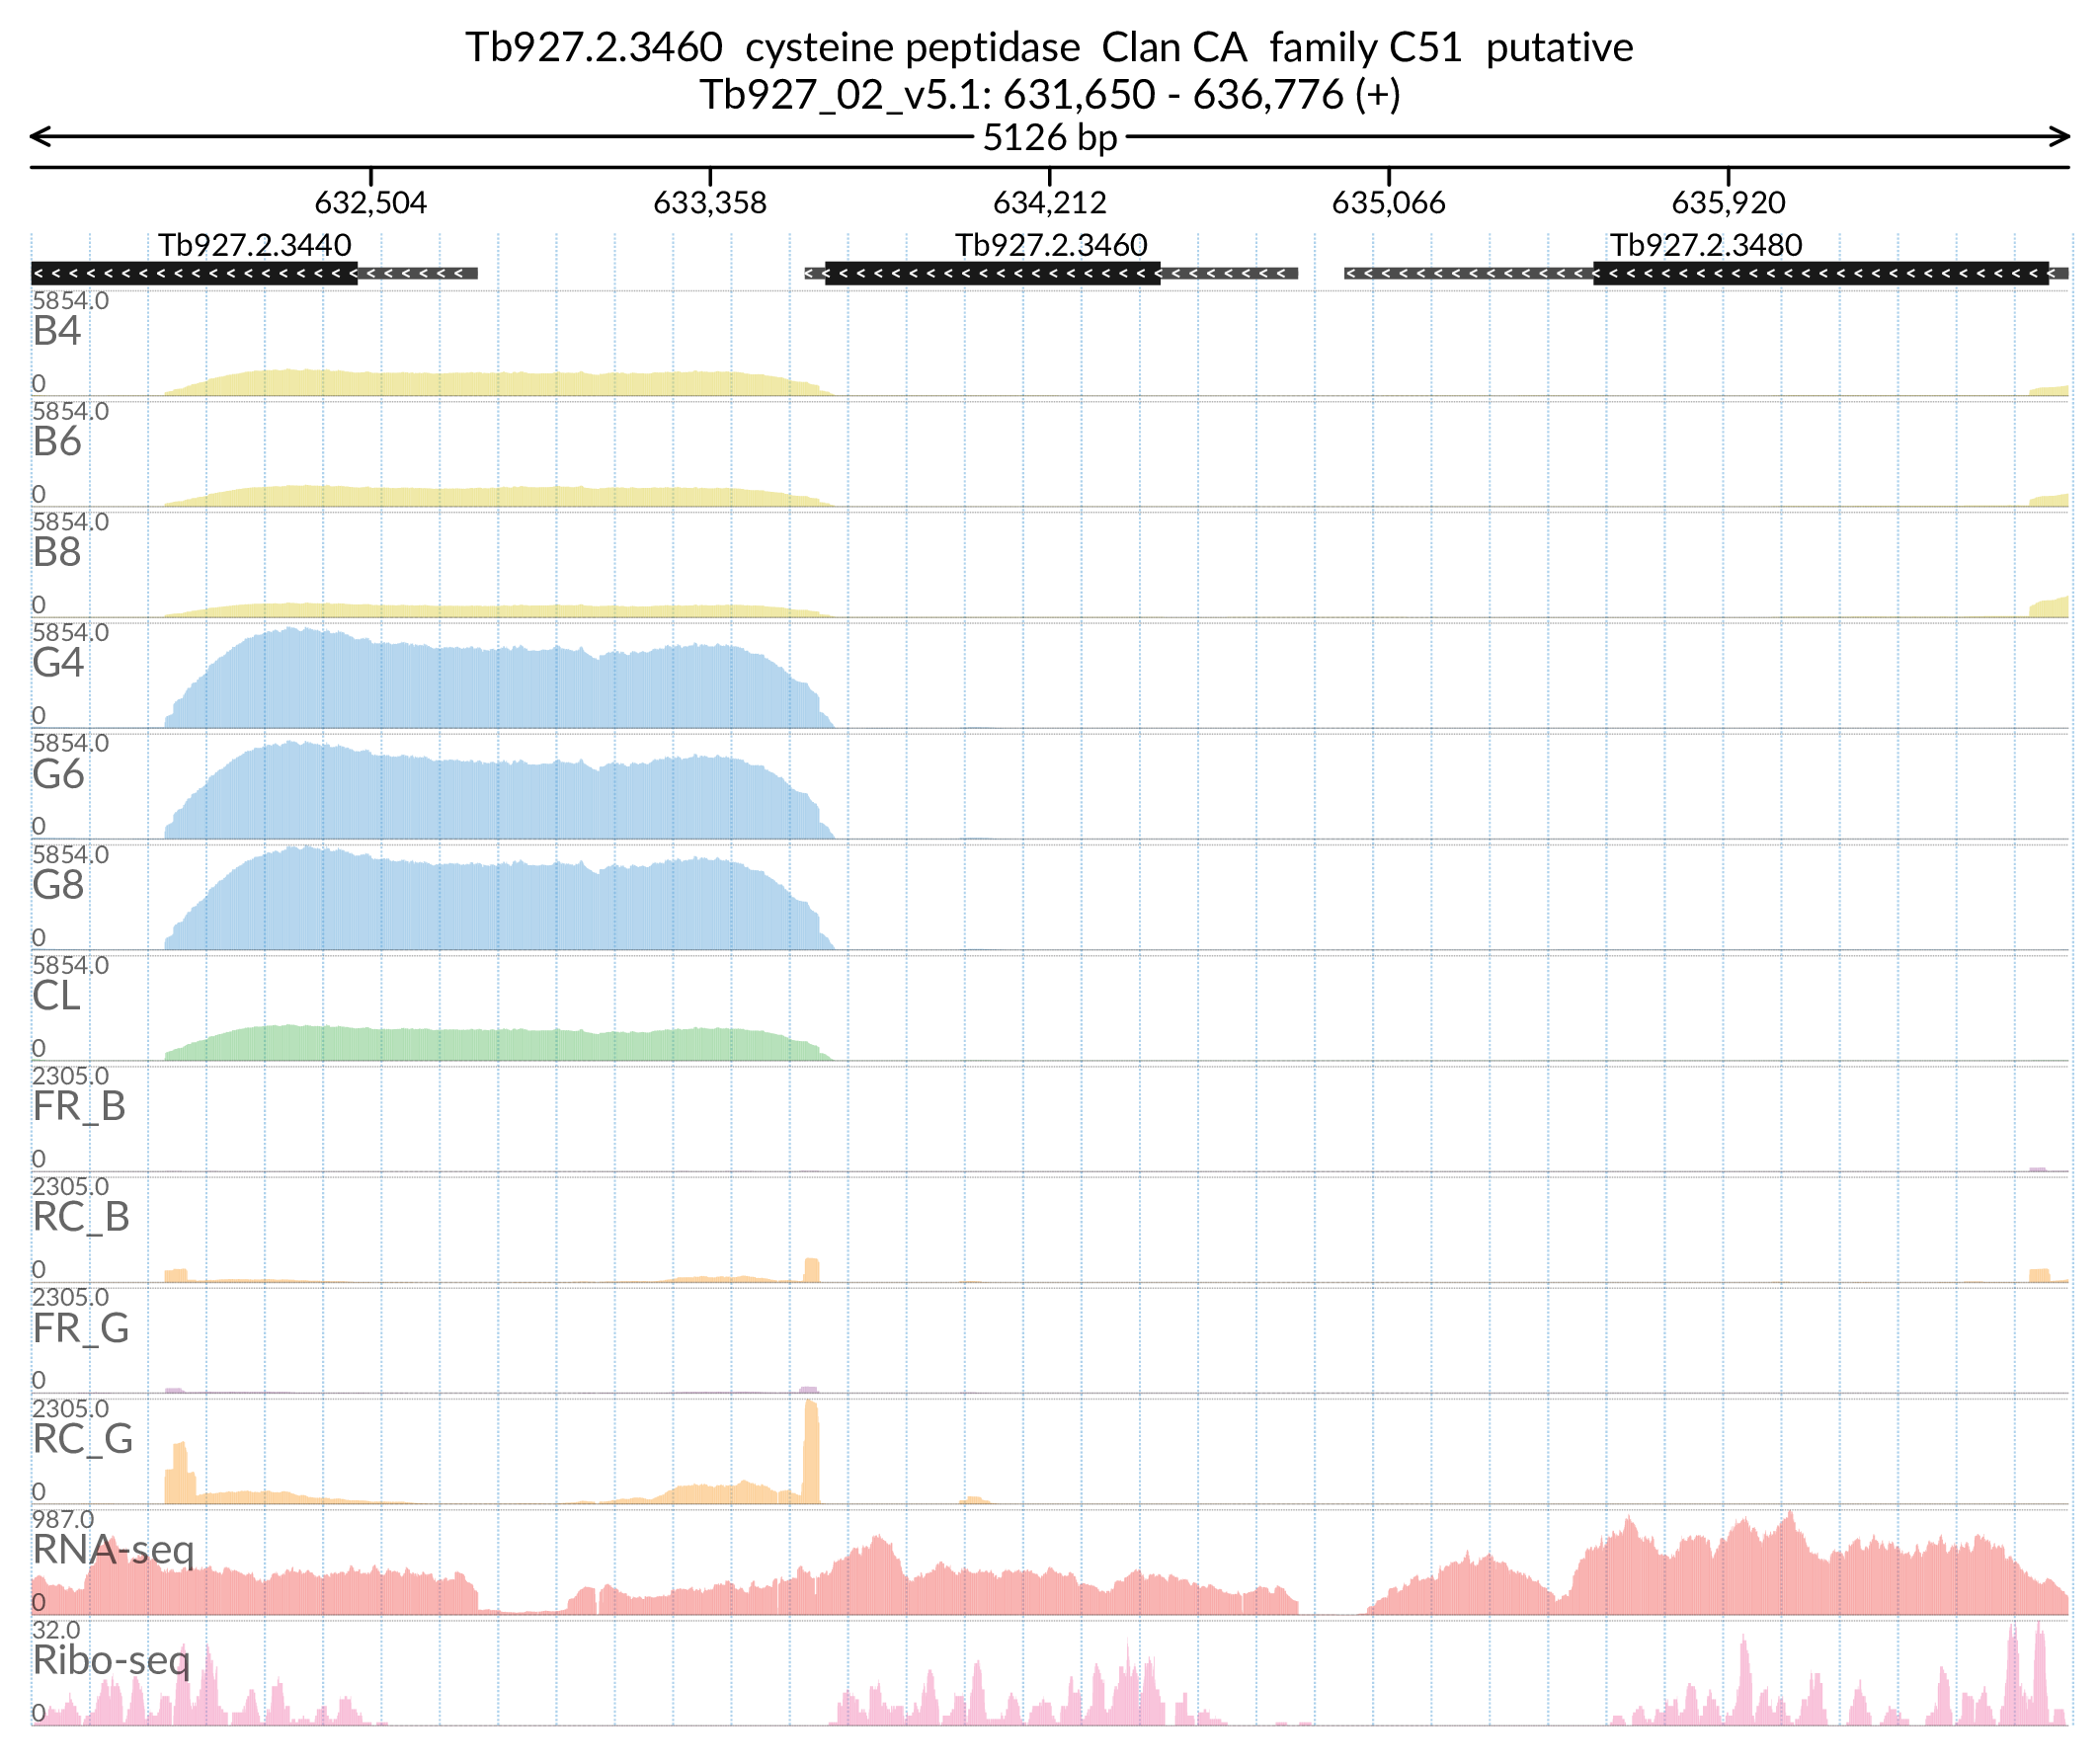 Tb927.2.3460  cysteine peptidase  Clan CA  family C51  putative
Tb927_02_v5.1: 631,650 - 636,776 (+)
5126 bp
632,504 633,358 634,212 635,066 635,920
Tb927.2.3440 Tb927.2.3460 Tb927.2.3480
5854.0
B4
0
5854.0
B6
0
5854.0
B8
0
5854.0
G4
0
5854.0
G6
0
5854.0
G8
0
5854.0
CL
0
2305.0
FR_B
0
2305.0
RC_B
0
2305.0
FR_G
0
2305.0
RC_G
0
987.0
RNA-seq
0
32.0
Ribo-seq
0